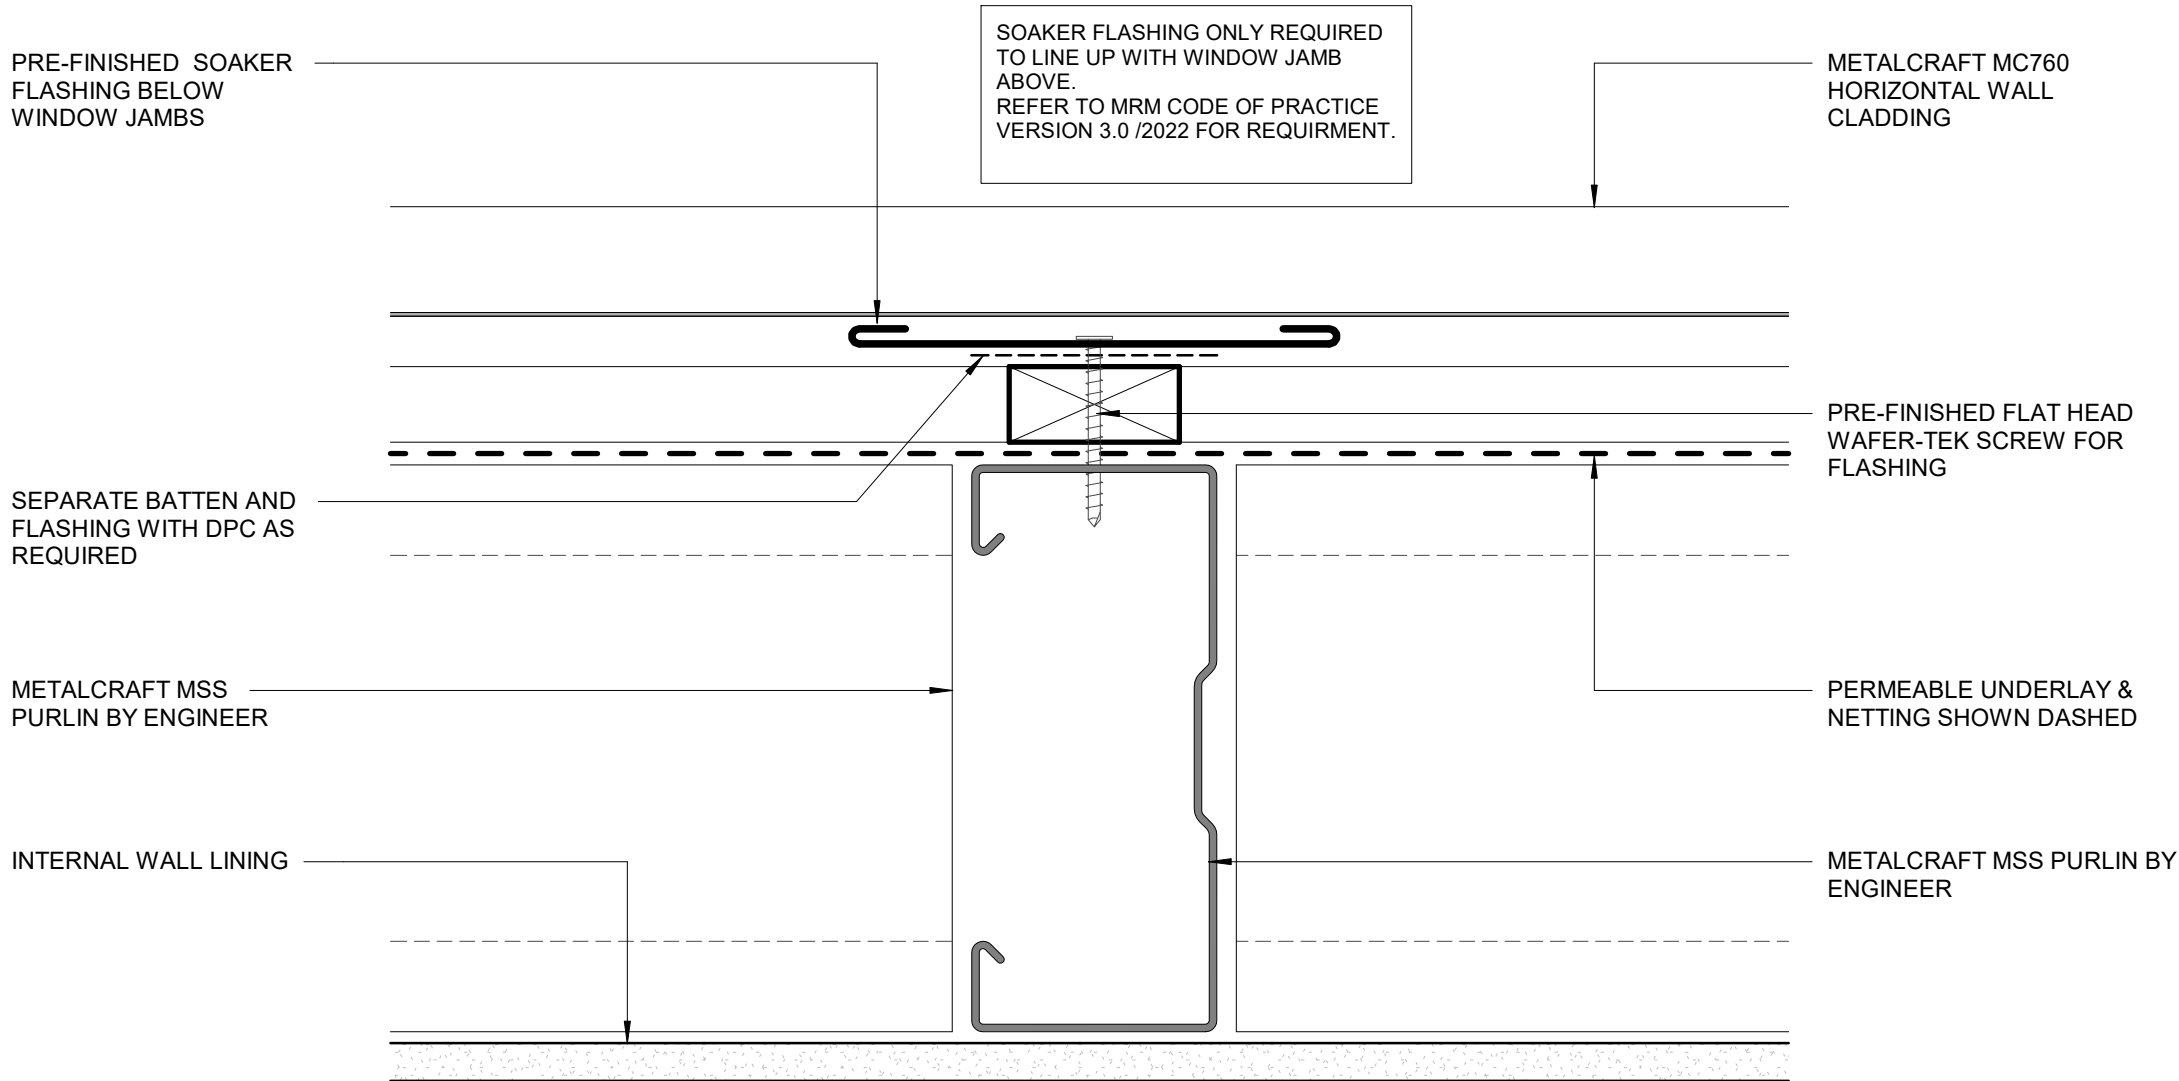 PRE-FINISHED SOAKER
FLASHING BELOW
WINDOW JAMBS
SOAKER FLASHING ONLY REQUIRED
TO LINE UP WITH WINDOW JAMB
ABOVE.
REFER TO MRM CODE OF PRACTICE
VERSION 3.0 /2022 FOR REQUIRMENT.
METALCRAFT MC760
HORIZONTAL WALL
CLADDING
PRE-FINISHED FLAT HEAD
WAFER-TEK SCREW FOR
FLASHING
SEPARATE BATTEN AND
FLASHING WITH DPC AS
REQUIRED
METALCRAFT MSS
PURLIN BY ENGINEER
PERMEABLE UNDERLAY &
NETTING SHOWN DASHED
INTERNAL WALL LINING
METALCRAFT MSS PURLIN BY
ENGINEER